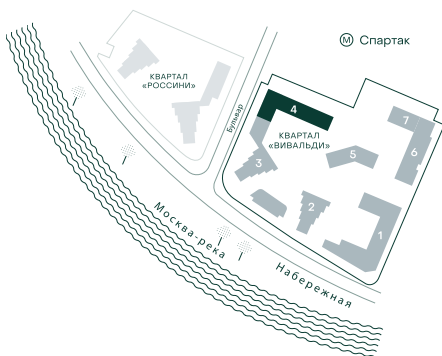 М Спартак
КВАРТАЛ
«РОССИНИ»
Бульвар
4
7
КВАРТАЛ
«ВИВАЛЬДИ»
6
5
3
2
1
Москва-река
Набережная